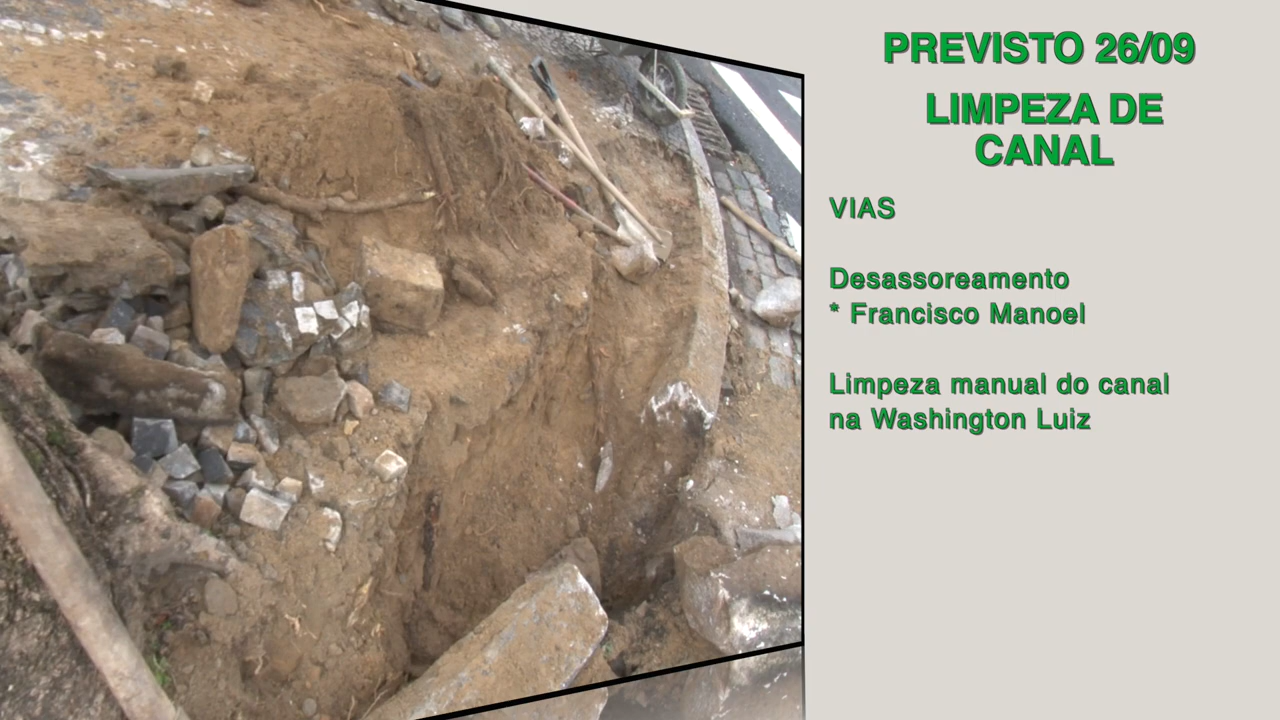 PREVISTO 26/09
LIMPEZA DE
CANAL
VIAS
Desassoreamento
* Francisco Manoel
Limpeza manual do canal
na Washington Luiz